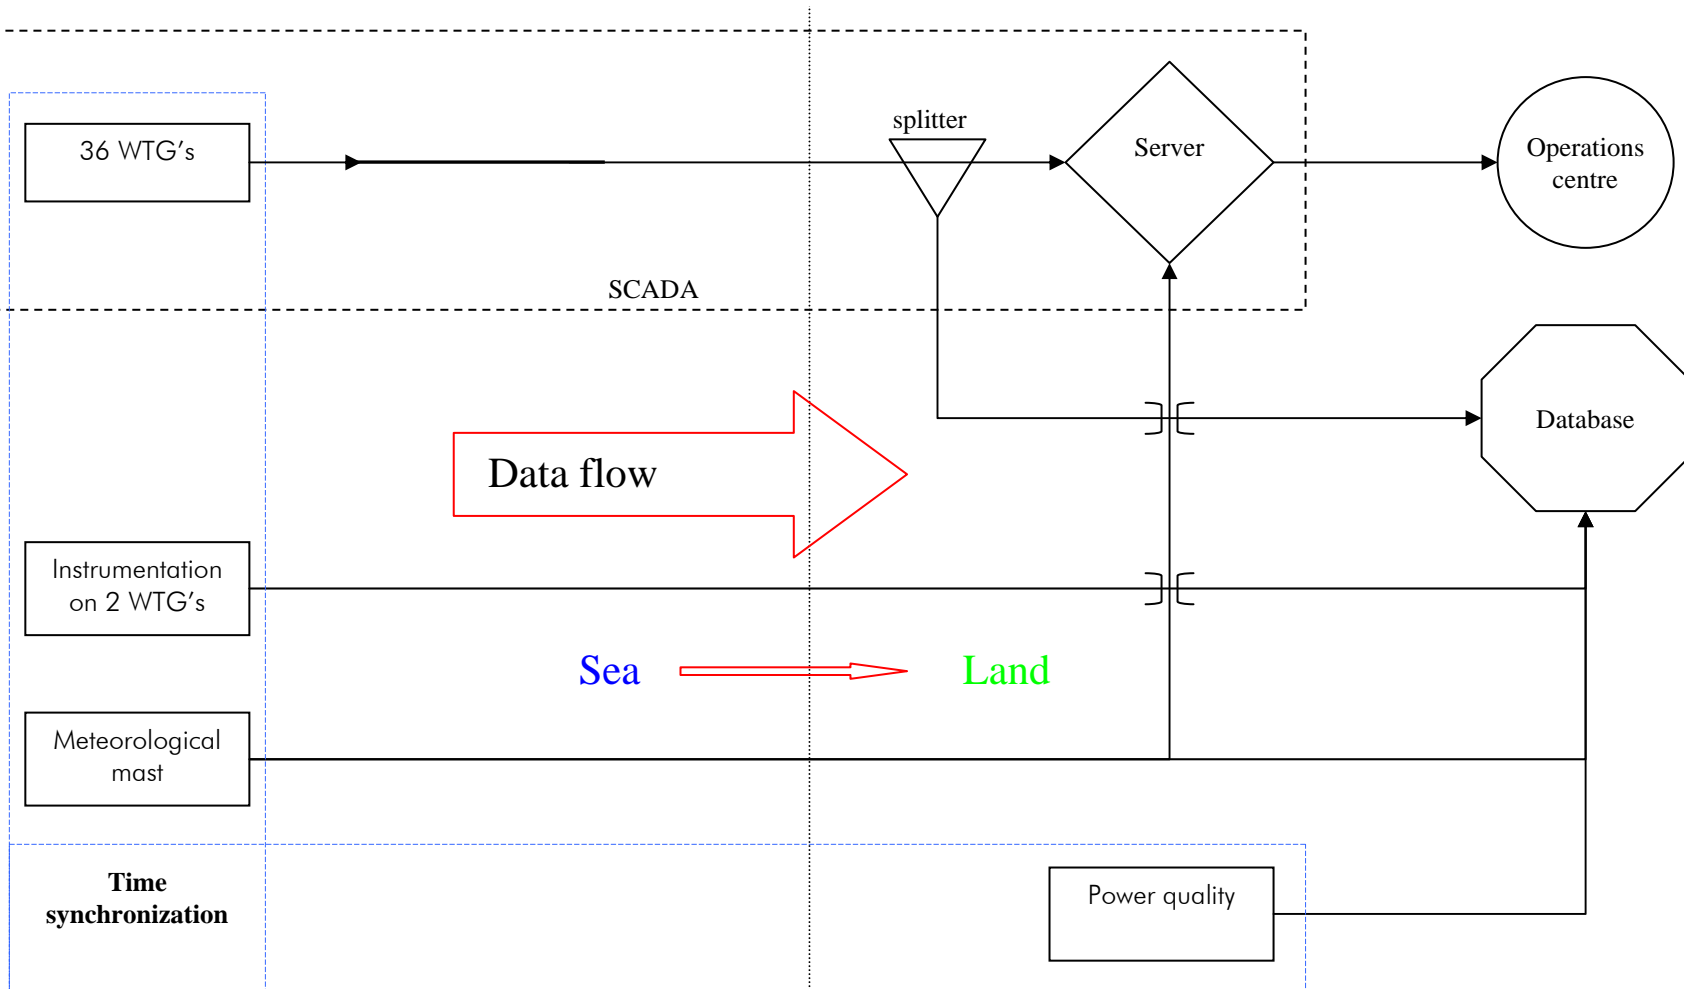 splitter
36 WTG's
Server
Operations
centre
SCADA
Database
Data flow
Instrumentation
on 2 WTG's
Sea
Land
Meteorological
mast
Time
synchronization
Power quality